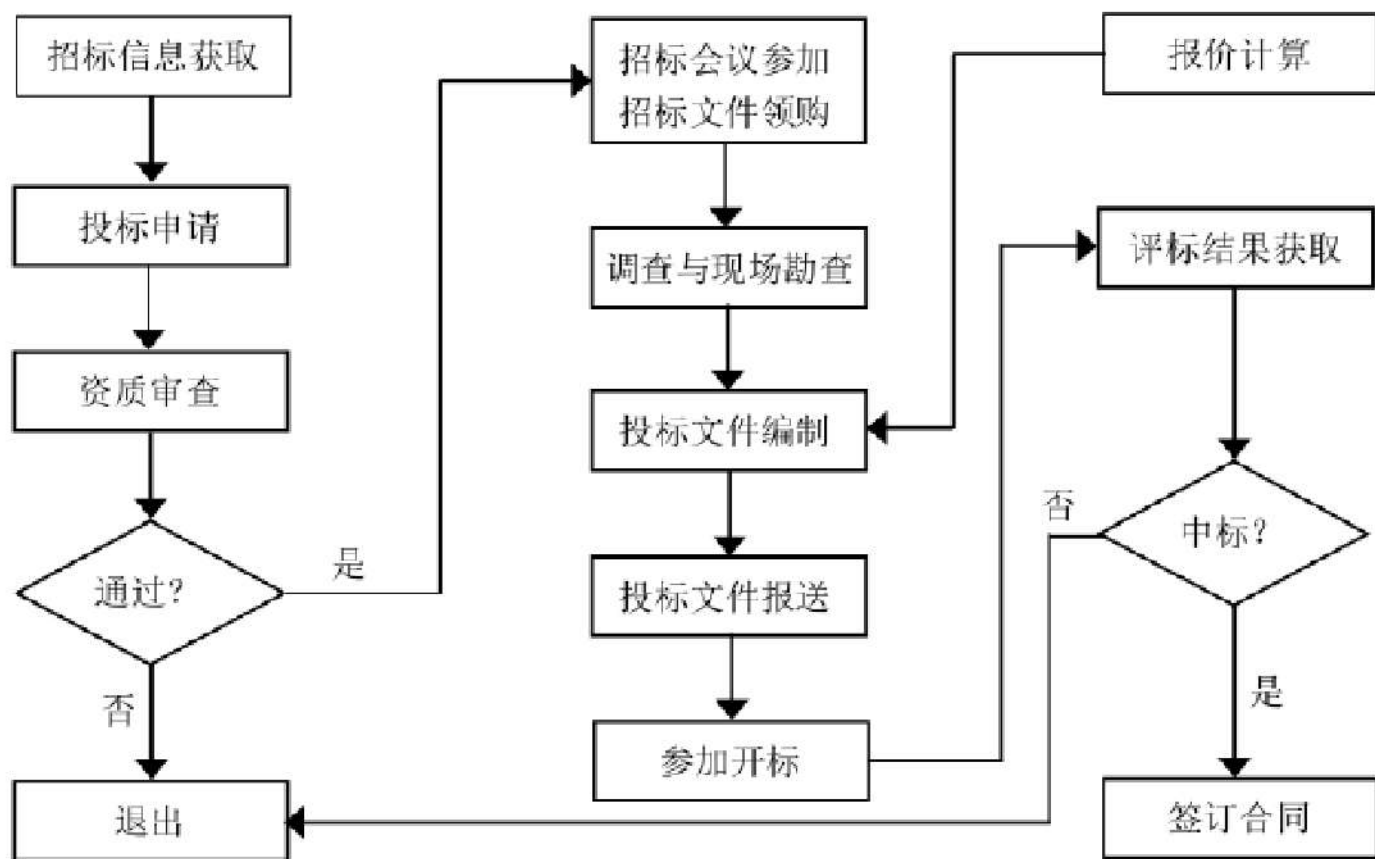 招标信息获取
投标申请
资质审查
通过?
是
否
退出
招标会议参加
招标文件领购
调查与现场勘查
投标文件编制
投标文件报送
参加开标
报价计算
评标结果获取
中标?
否
是
签订合同